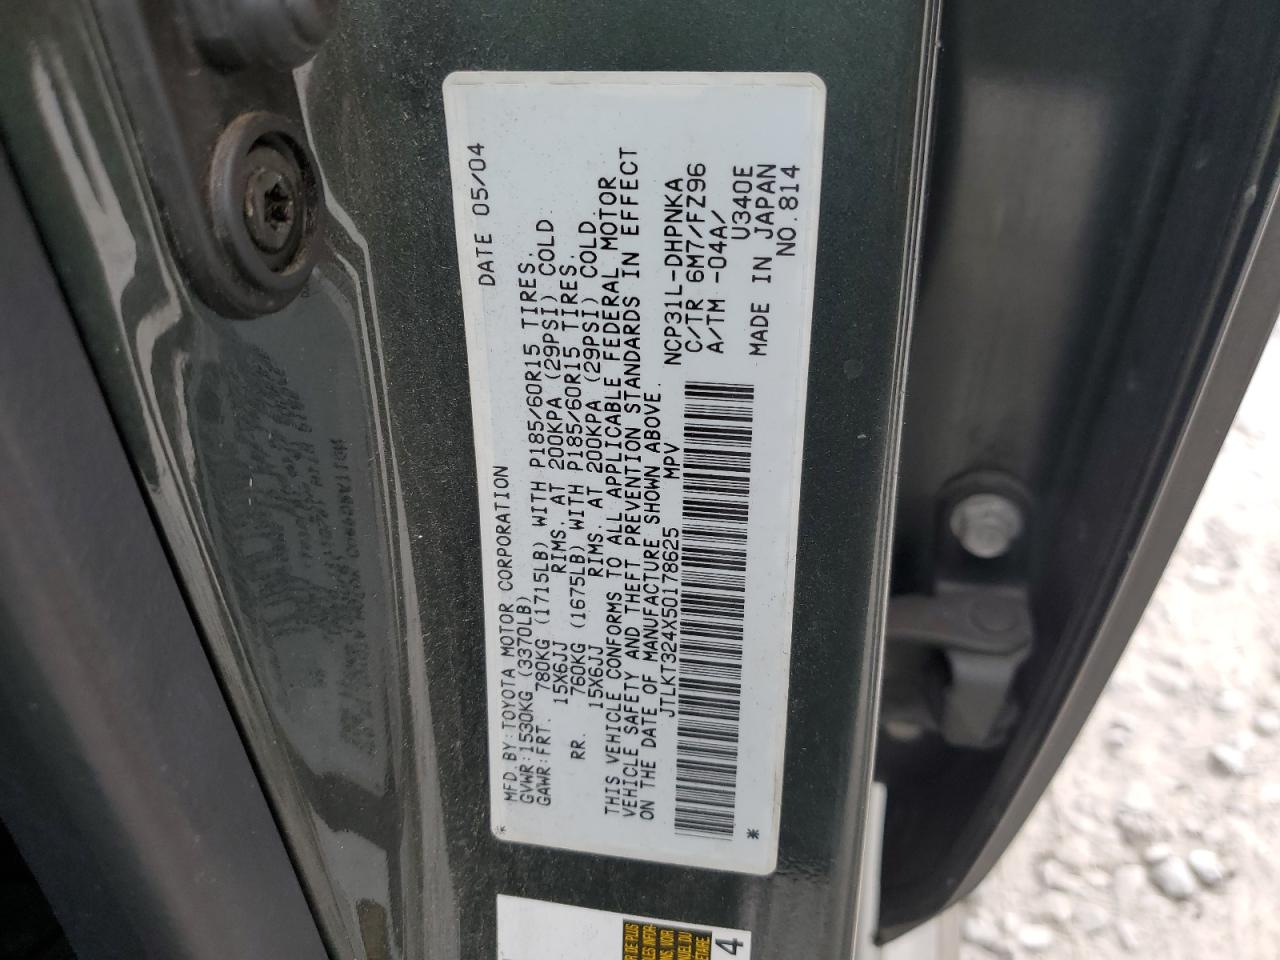 MFD. BY: TOYOTA MOTOR CORPORATION DATE 05/04
GVWR: 1530KG (3370LB)
GAWR: FRT. 780KG (1715LB) WITH P185/60R15 TIRES.
15X6JJ RIMS. AT 200KPA (29PSI) COLD.
RR. 760KG (1675LB) WITH P185/60R15 TIRES.
15X6JJ RIMS. AT 200KPA (29PSI) COLD.
THIS VEHICLE CONFORMS TO ALL APPLICABLE FEDERAL MOTOR
VEHICLE SAFETY AND THEFT PREVENTION STANDARDS IN EFFECT
ON THE DATE OF MANUFACTURE SHOWN ABOVE.
JTLKT324X50178625 MPV
NCP31L-DHPNKA
C/TR 6M7/FZ96
A/TM -04A/
U340E
MADE IN JAPAN
NO.814
* *
DE PLUS
4